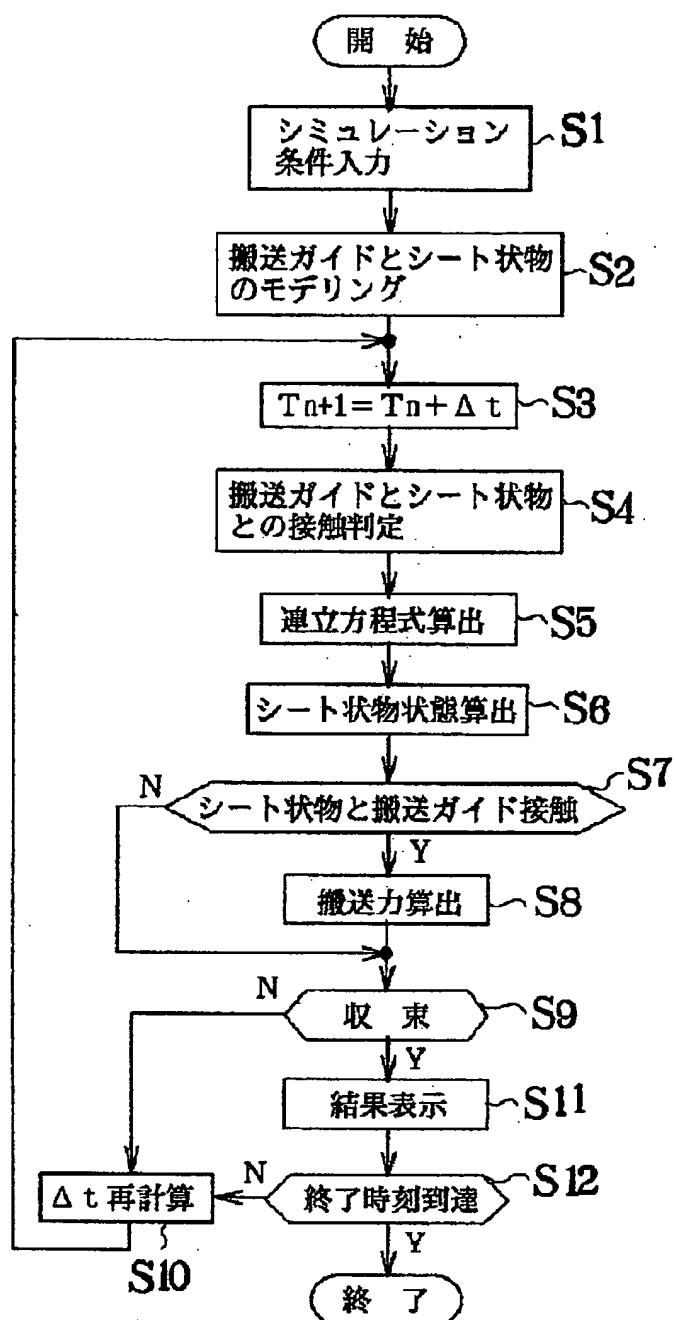 開 始
シミュレーション
条件入力
S1
搬送ガイドとシート状物
のモデリング
S2
Tn+1=Tn+Δt
S3
搬送ガイドとシート状物
との接触判定
S4
連立方程式算出
S5
シート状物状態算出
S6
S7
N
シート状物と搬送ガイド接触
Y
搬送力算出
S8
N
収 束
S9
Y
結果表示
S11
N
終了時刻到達
S12
Δt再計算
S10
Y
終 了